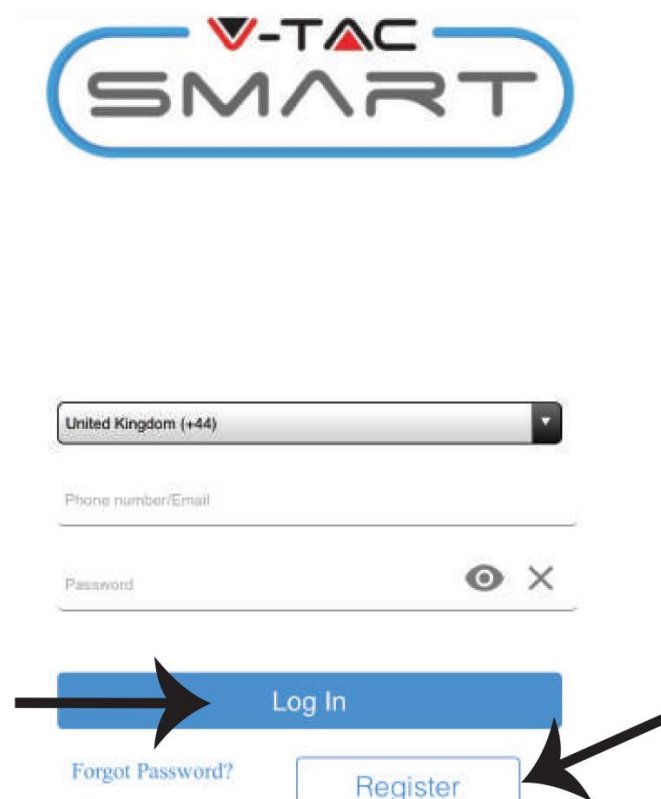 V-TAC
SMART
United Kingdom (+44)
Phone number/Email
Password
Log In
Forgot Password?
Register